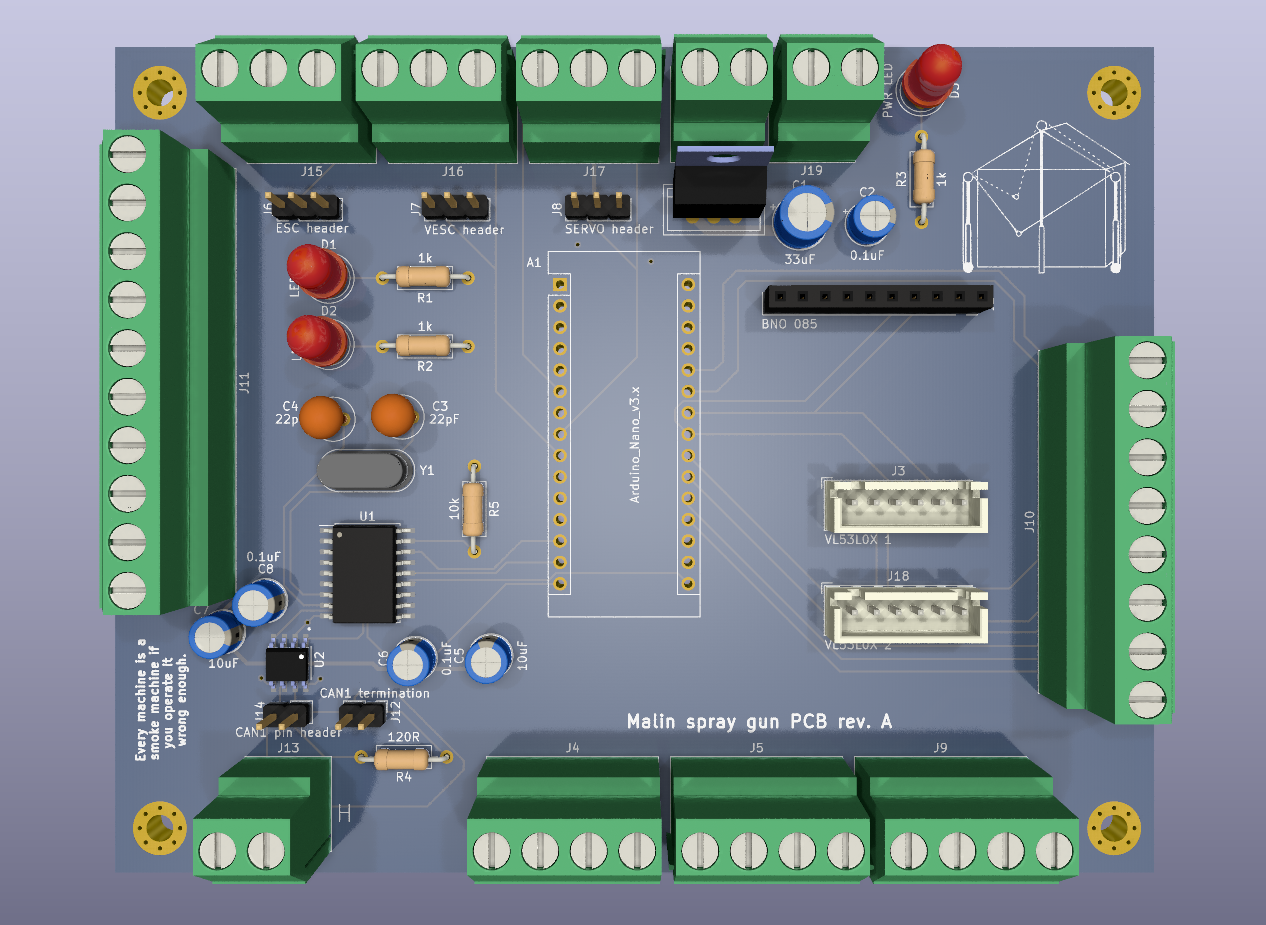 PWR LED
D3
J15
J16
J17
J19
R3
1k
C1
C2
33uF
0.1uF
J6
ESC header
J7
VESC header
J8
SERVO header
D1
1k
R1
A1
BNO 085
D2
1k
R2
J11
C4
22p
C3
22pF
Arduino_Nano_v3.x
Y1
J3
VL53L0X 1
10k
R5
J10
U1
0.1uF
C8
J18
VL53L0X 2
C7
10uF
U2
C6
0.1uF
C5
10uF
Every machine is a
smoke machine if
you operate it
wrong enough.
CAN1 termination
J14
J12
CAN1 pin header
Malin spray gun PCB rev. A
J13
120R
R4
J4
J5
J9
H